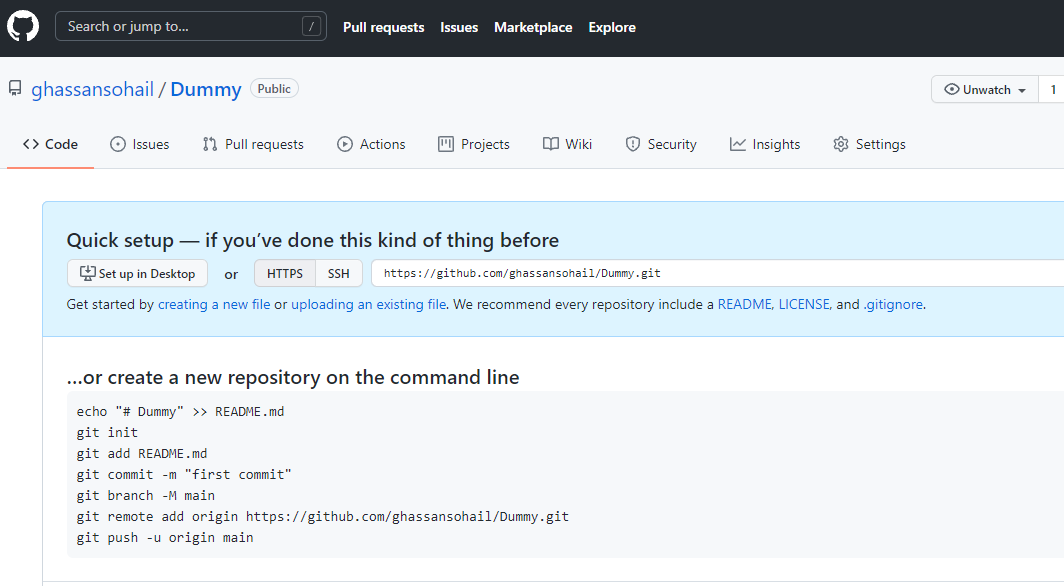 Search or jump to... /
Pull requests Issues Marketplace Explore
ghassansohail / Dummy Public
Unwatch 1
Code Issues Pull requests Actions Projects Wiki Security Insights Settings
Quick setup — if you’ve done this kind of thing before
Set up in Desktop or HTTPS SSH https://github.com/ghassansohail/Dummy.git
Get started by creating a new file or uploading an existing file. We recommend every repository include a README, LICENSE, and .gitignore.
…or create a new repository on the command line
echo "# Dummy" >> README.md
git init
git add README.md
git commit -m "first commit"
git branch -M main
git remote add origin https://github.com/ghassansohail/Dummy.git
git push -u origin main